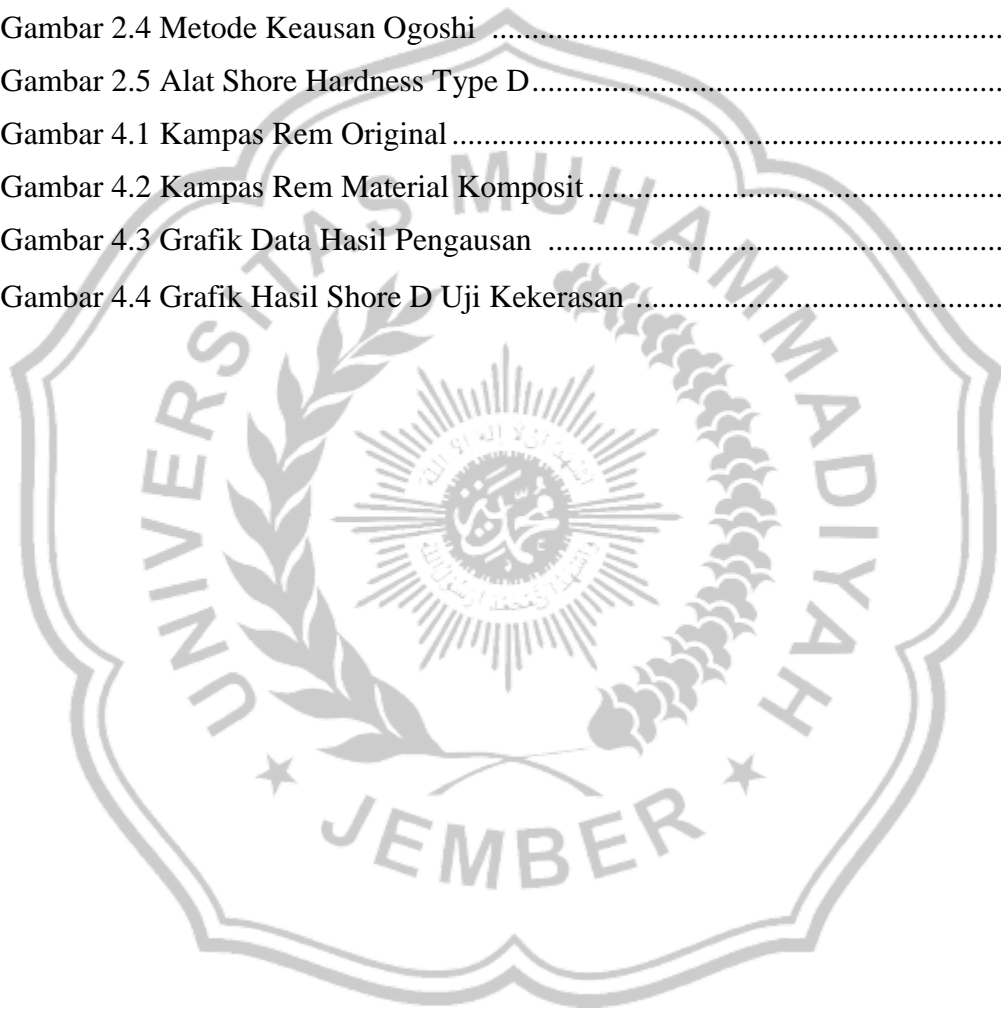 Gambar 2.4 Metode Keausan Ogoshi ................................................................
Gambar 2.5 Alat Shore Hardness Type D...........................................................
Gambar 4.1 Kampas Rem Original.....................................................................
Gambar 4.2 Kampas Rem Material Komposit....................................................
Gambar 4.3 Grafik Data Hasil Pengausan .........................................................
Gambar 4.4 Grafik Hasil Shore D Uji Kekerasan ..............................................
UNIVERSITAS MUHAMMADIYAH
JEMBER